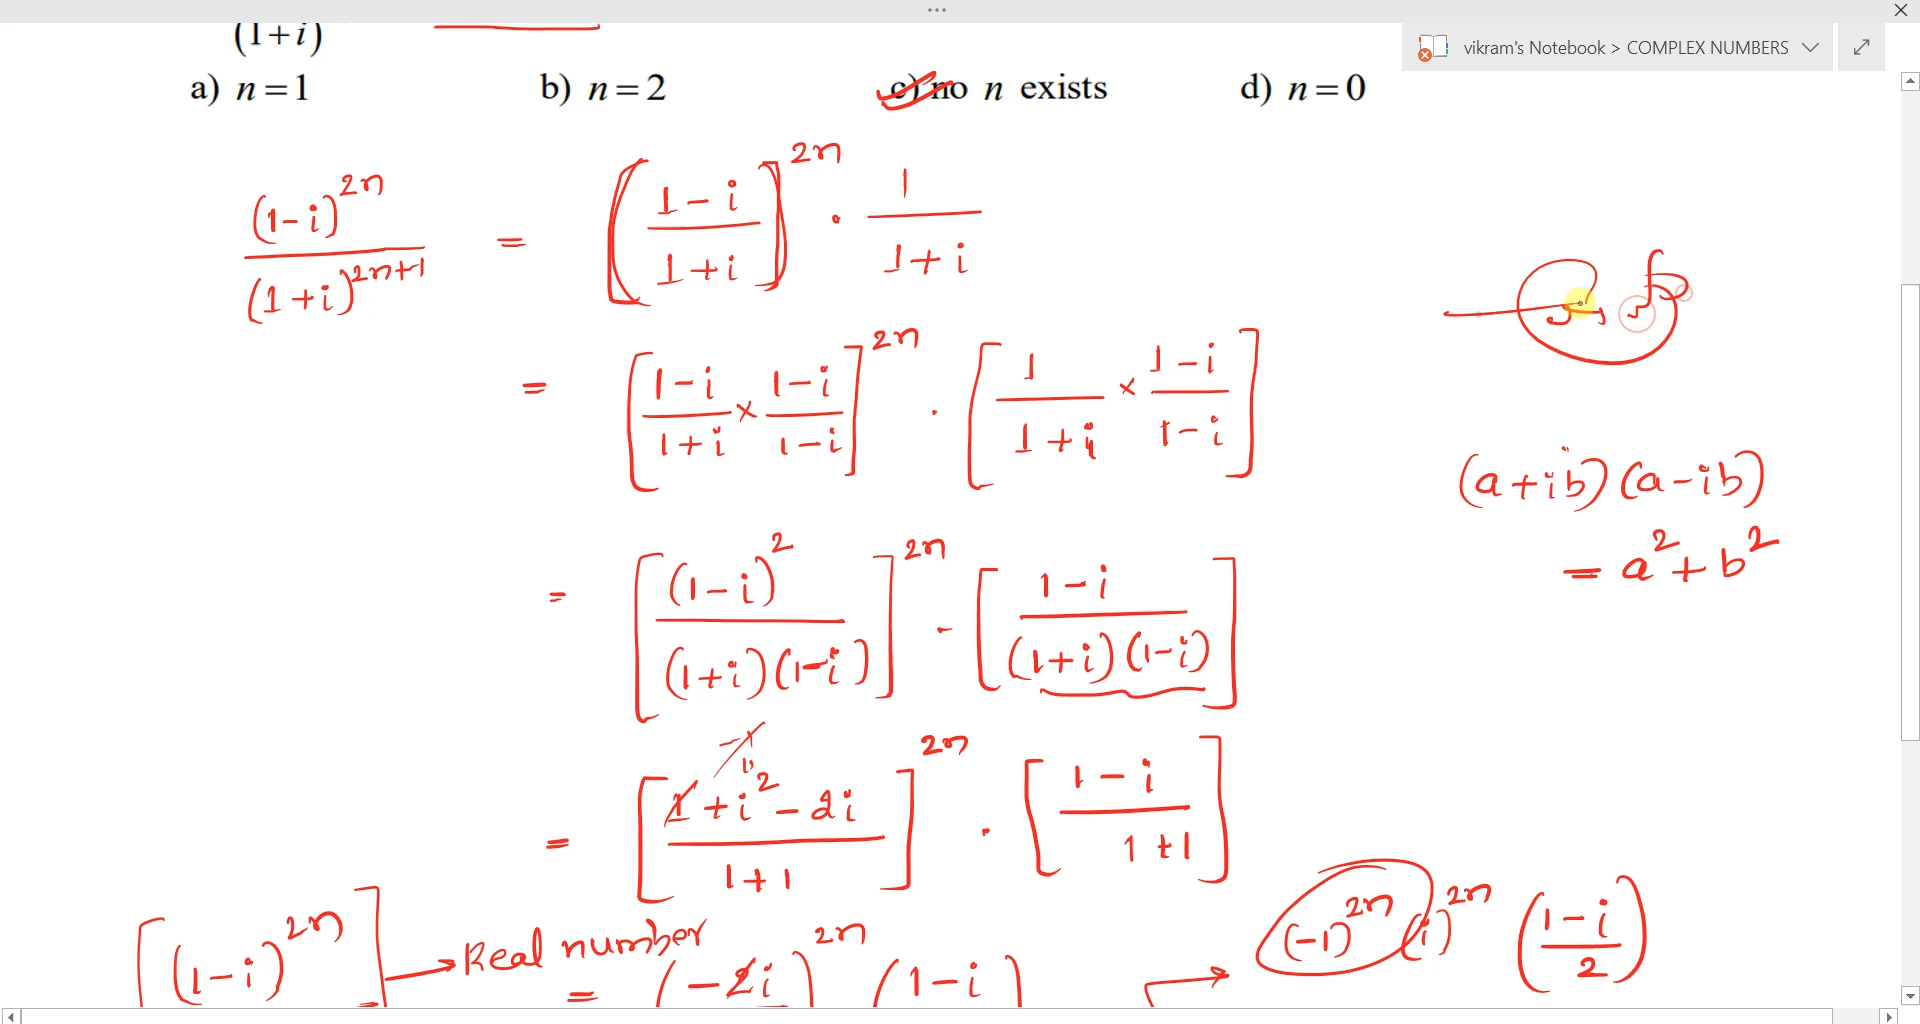 vikram's Notebook > COMPLEX NUMBERS
(1+i)
a) n=1 b) n=2 c) no n exists d) n=0
(1-i)^2n / (1+i)^2n+1 = ((1-i)/(1+i))^2n · 1/(1+i)
= [(1-i)/(1+i) × (1-i)/(1-i)]^2n · [1/(1+i) × (1-i)/(1-i)]
(a+ib)(a-ib)
= a^2+b^2
= [(1-i)^2 / (1+i)(1-i)]^2n · [(1-i) / (1+i)(1-i)]
= [(1+i^2-2i) / (1+1)]^2n · [(1-i) / (1+1)]
-1
[(1-i)^2n] → Real number
= (-2i)^2n (1-i)
→ (-1)^2n (i)^2n ((1-i)/2)